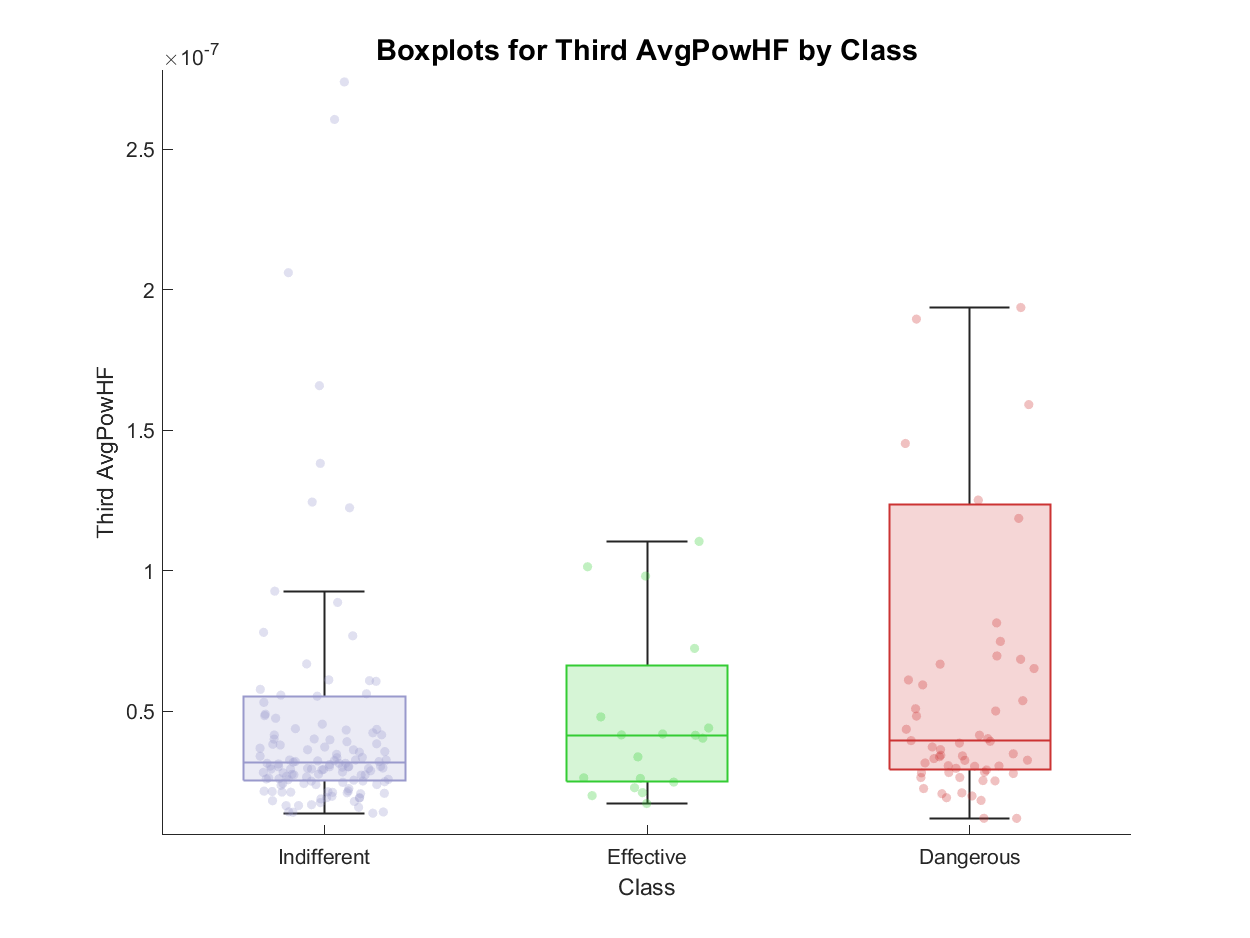 Boxplots for Third AvgPowHF by Class
×10-7
2.5
2
1.5
1
0.5
Third AvgPowHF
Indifferent
Effective
Dangerous
Class